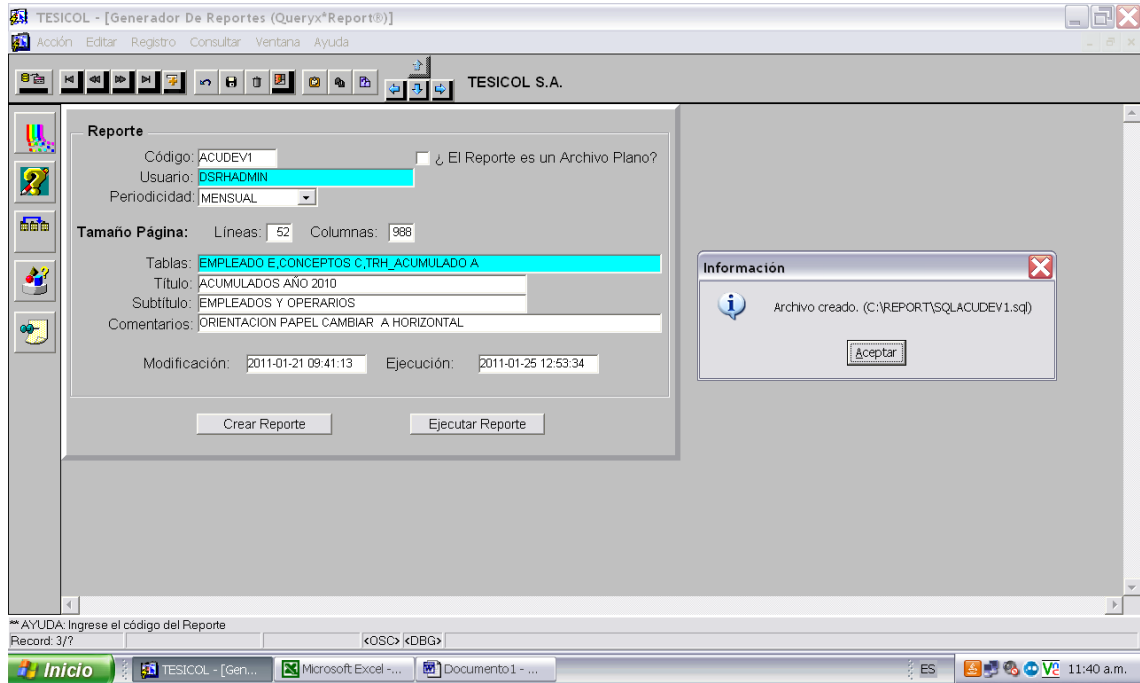 TESICOL - [Generador De Reportes (Queryx*Report®)]
Acción Editar Registro Consultar Ventana Ayuda
TESICOL S.A.
Reporte
Código: ACUDEV1
¿ El Reporte es un Archivo Plano?
Usuario: DSRHADMIN
Periodicidad: MENSUAL
Tamaño Página: Líneas: 52 Columnas: 988
Tablas: EMPLEADO E,CONCEPTOS C,TRH_ACUMULADO A
Título: ACUMULADOS AÑO 2010
Subtítulo: EMPLEADOS Y OPERARIOS
Comentarios: ORIENTACION PAPEL CAMBIAR A HORIZONTAL
Modificación: 2011-01-21 09:41:13 Ejecución: 2011-01-25 12:53:34
Crear Reporte Ejecutar Reporte
Información
Archivo creado. (C:\REPORT\SQLACUDEV1.sql)
Aceptar
** AYUDA: Ingrese el código del Reporte
Record: 3/? <OSC> <DBG>
Inicio TESICOL - [Gen... Microsoft Excel -... Documento1 - ... ES 11:40 a.m.